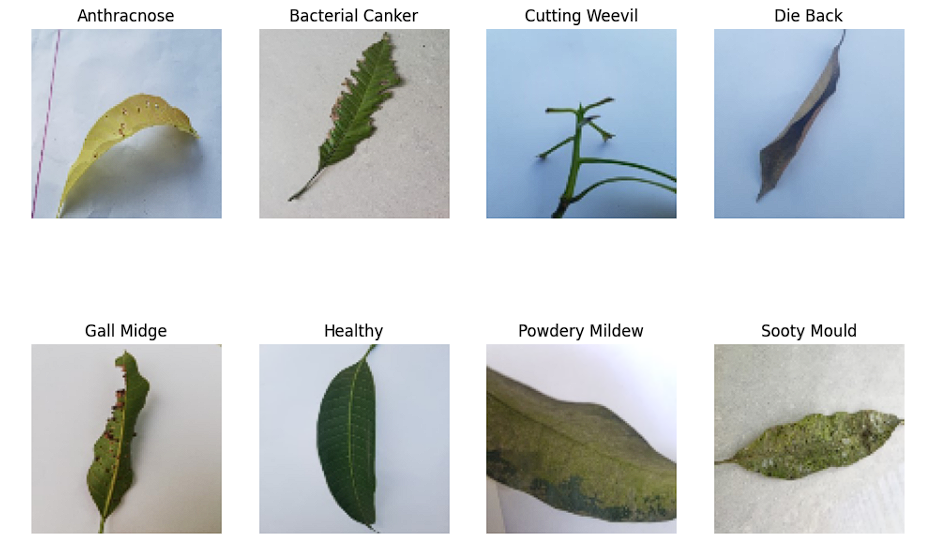 Anthracnose
Bacterial Canker
Cutting Weevil
Die Back
Gall Midge
Healthy
Powdery Mildew
Sooty Mould